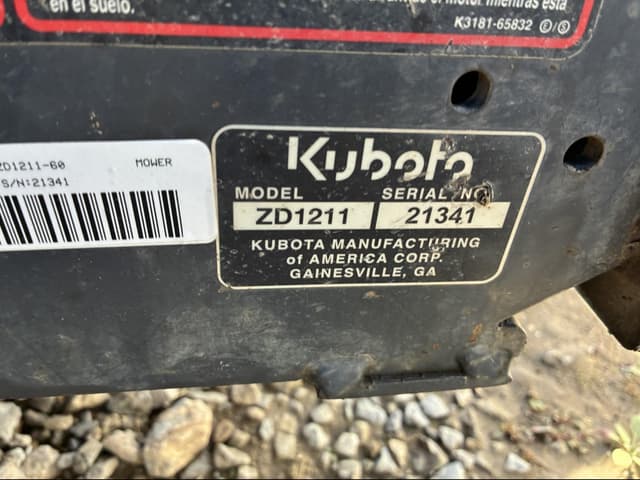 en el suelo.
K3181-65832 Ⓔ/Ⓢ
ZD1211-60 MOWER
S/N:21341
Kubota
MODEL SERIAL NO.
ZD1211 21341
KUBOTA MANUFACTURING
of AMERICA CORP.
GAINESVILLE, GA